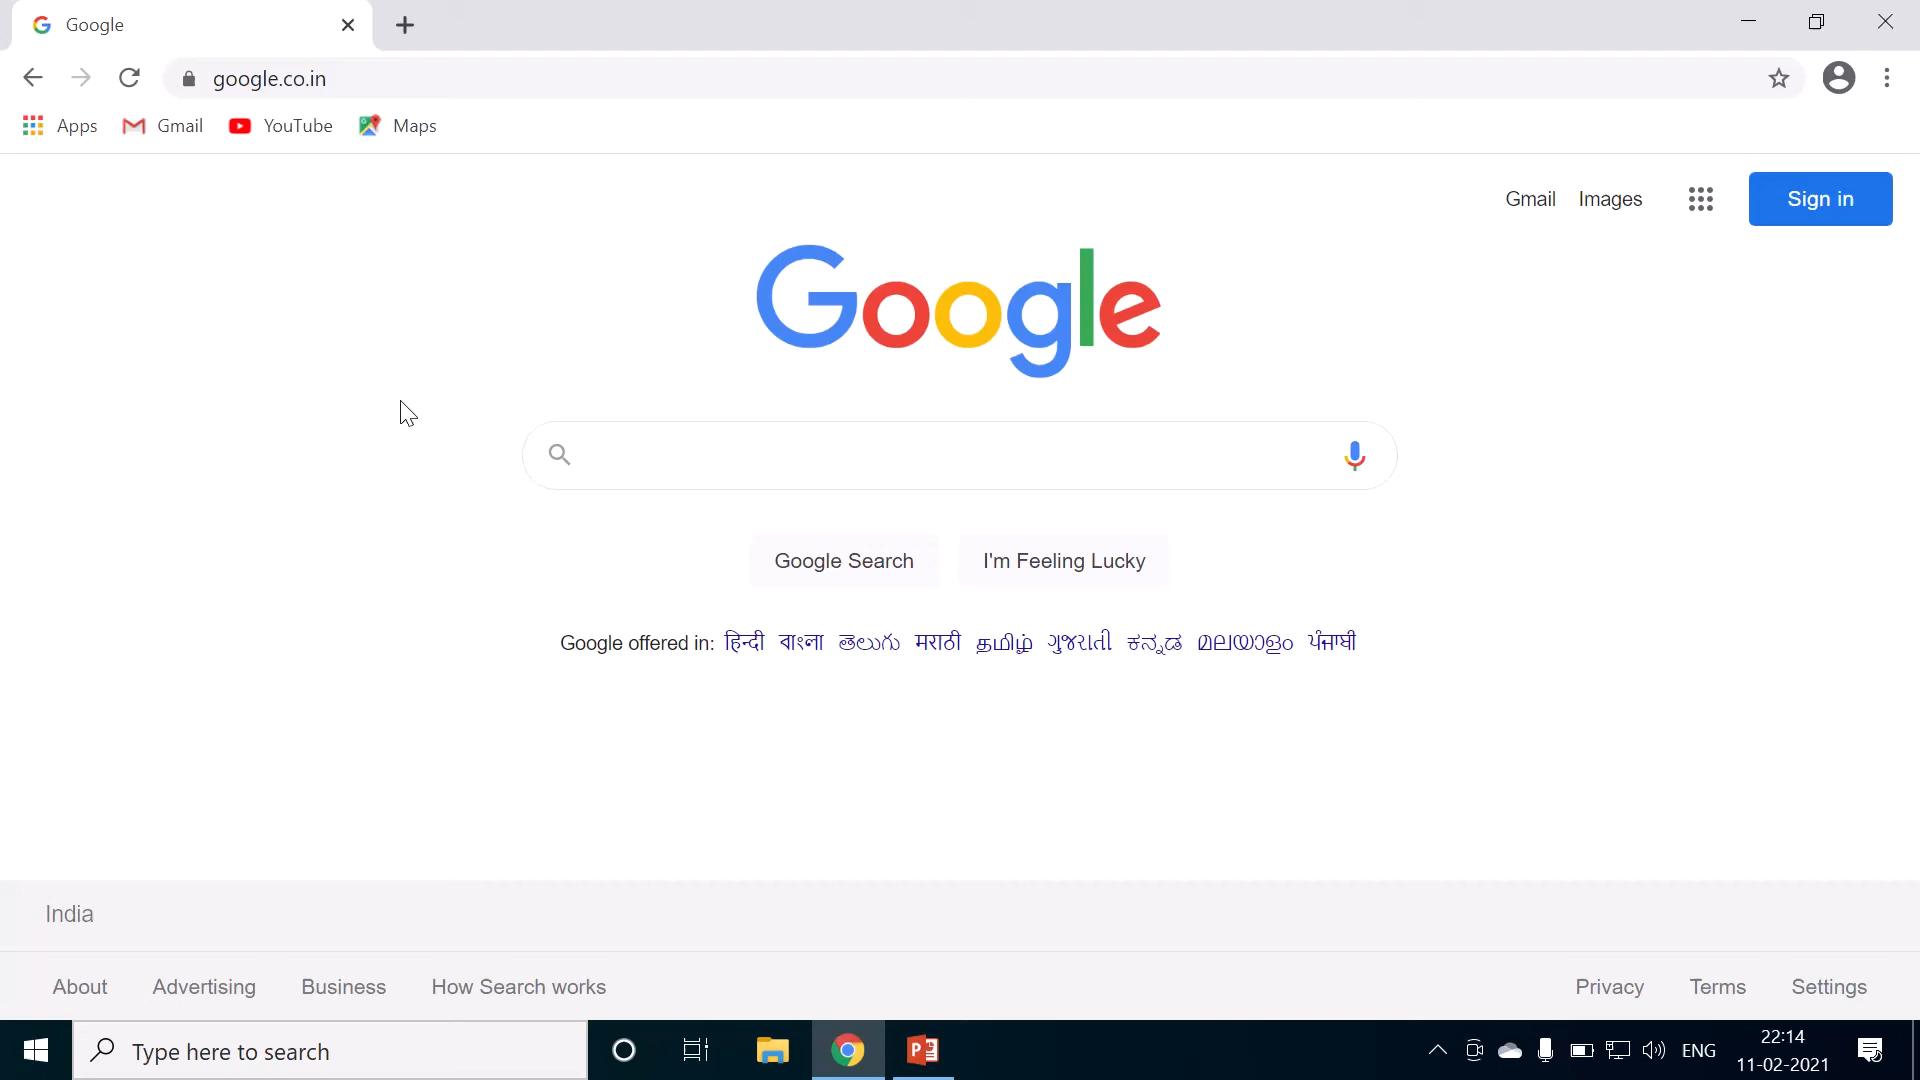 Google
google.co.in
Apps Gmail YouTube Maps
Gmail Images Sign in
Google
Google Search I'm Feeling Lucky
Google offered in: हिन्दी বাংলা తెలుగు मराठी தமிழ் ગુજરાતી ಕನ್ನಡ മലയാളം ਪੰਜਾਬੀ
India
About Advertising Business How Search works Privacy Terms Settings
Type here to search ENG 22:14
11-02-2021